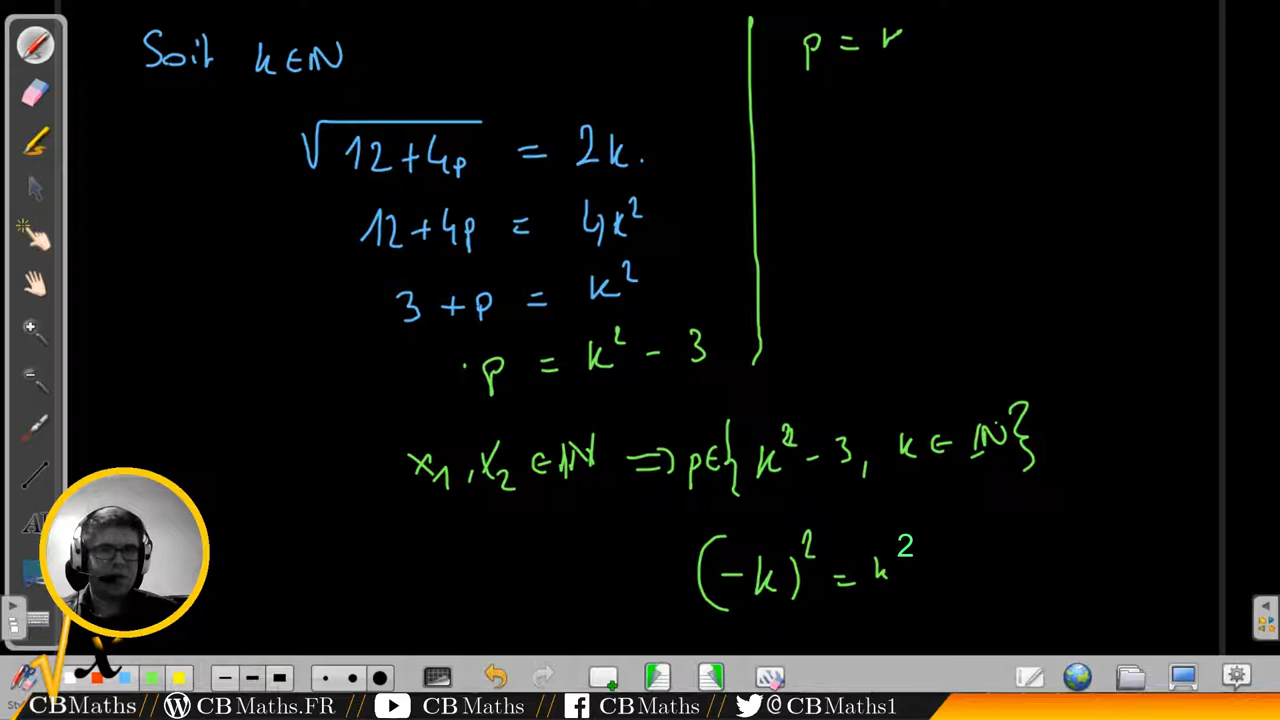 Soit k ∈ ℕ
√12+4p = 2k.
12+4p = 4k²
3 + p = k²
p = k² - 3
p =
x₁, x₂ ∈ ℕ ⟹ p ∈ { k² - 3, k ∈ ℕ }
(-k)² = k²
CBMaths // CBMaths.FR // CBMaths // CBMaths // @CBMaths1